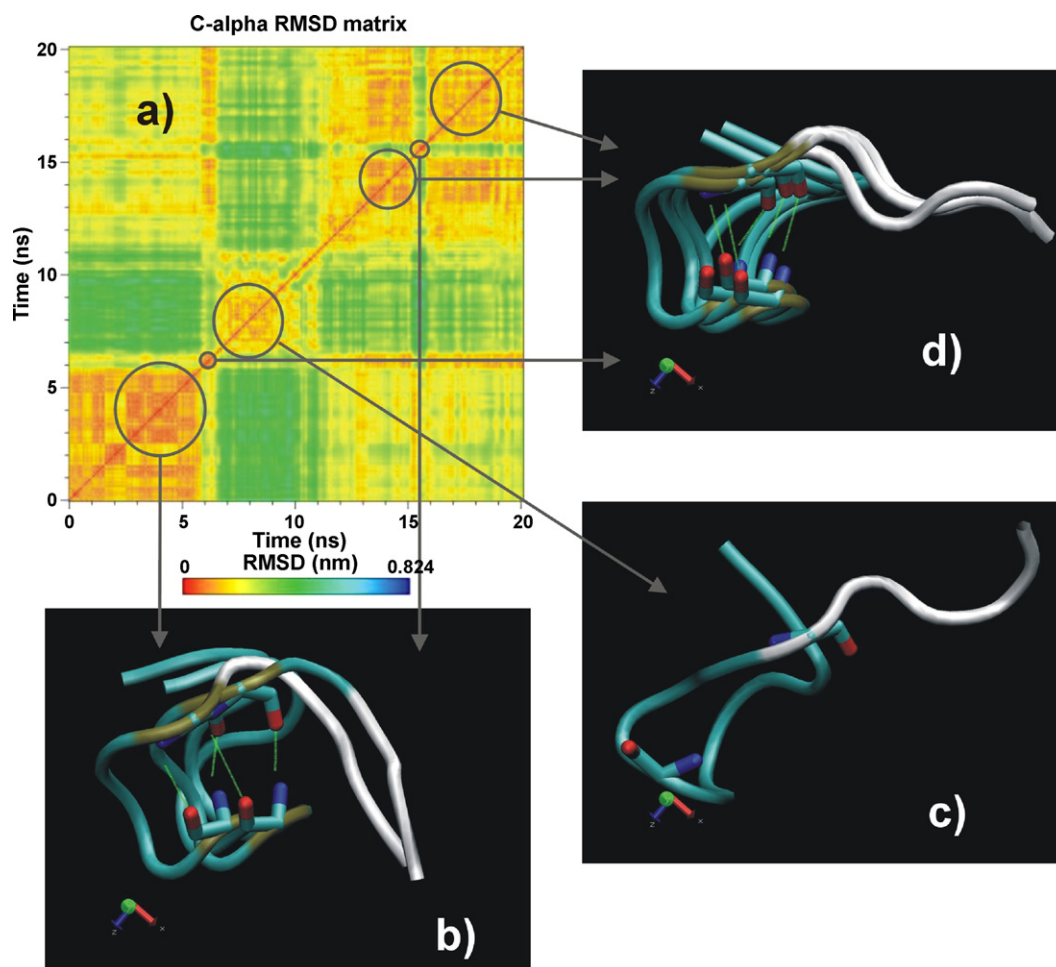 C-alpha RMSD matrix
a)
20
15
10
5
0
Time (ns)
0 5 10 15 20
Time (ns)
RMSD (nm)
0 0.824
d)
z x
c)
z x
b)
z x